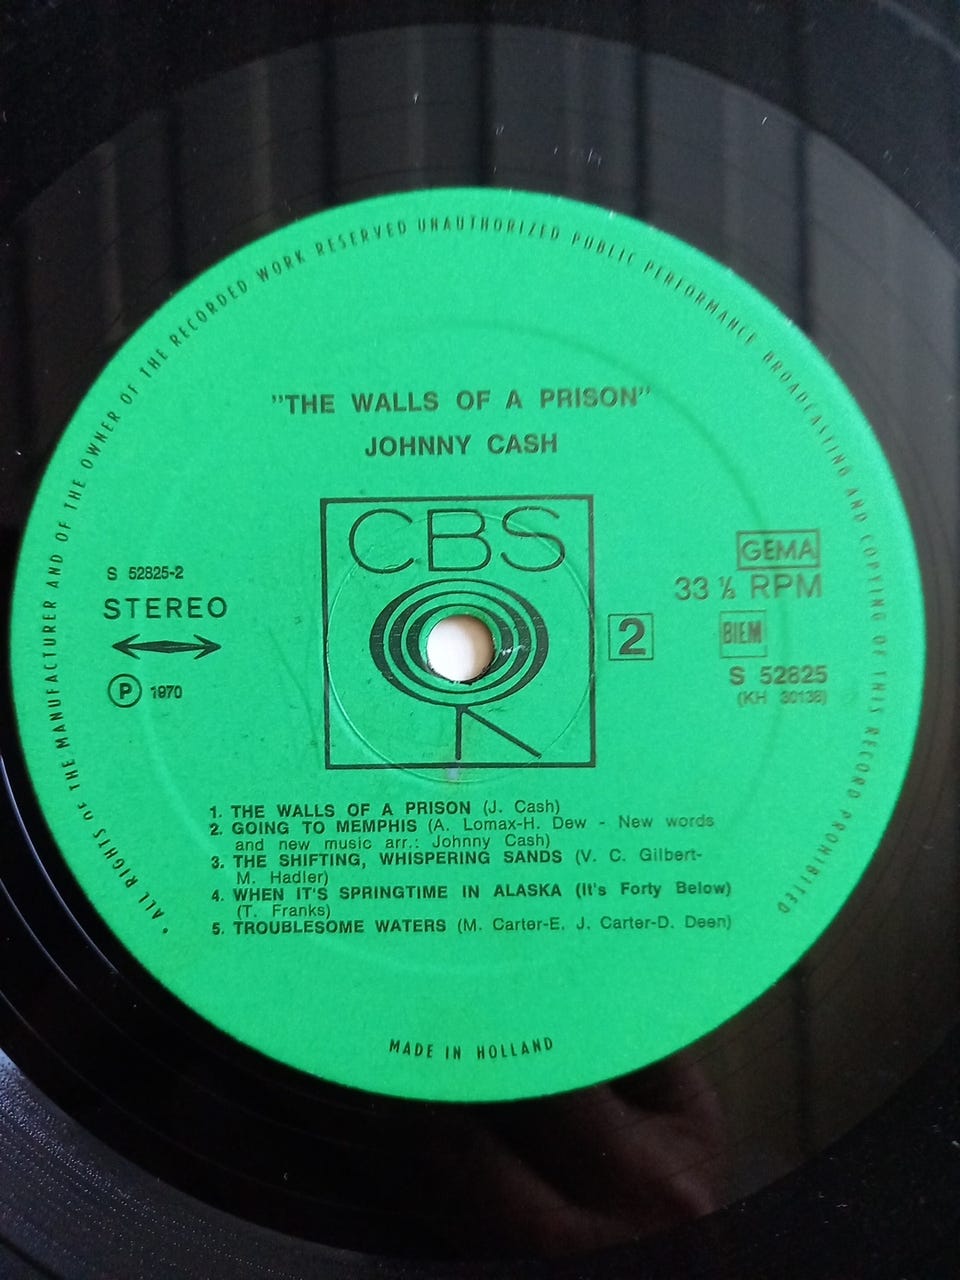 ALL RIGHTS OF THE MANUFACTURER AND OF THE OWNER OF THE RECORDED WORK RESERVED UNAUTHORIZED PUBLIC PERFORMANCE BROADCASTING AND COPYING OF THIS RECORD PROHIBITED
"THE WALLS OF A PRISON"
JOHNNY CASH
CBS
S 52825-2
STEREO
Ⓟ 1970
2
GEMA
33 ⅓ RPM
BIEM
S 52825
(KH 30138)
1. THE WALLS OF A PRISON (J. Cash)
2. GOING TO MEMPHIS (A. Lomax-H. Dew - New words
and new music arr.: Johnny Cash)
3. THE SHIFTING, WHISPERING SANDS (V. C. Gilbert-
M. Hadler)
4. WHEN IT'S SPRINGTIME IN ALASKA (It's Forty Below)
(T. Franks)
5. TROUBLESOME WATERS (M. Carter-E. J. Carter-D. Deen)
MADE IN HOLLAND